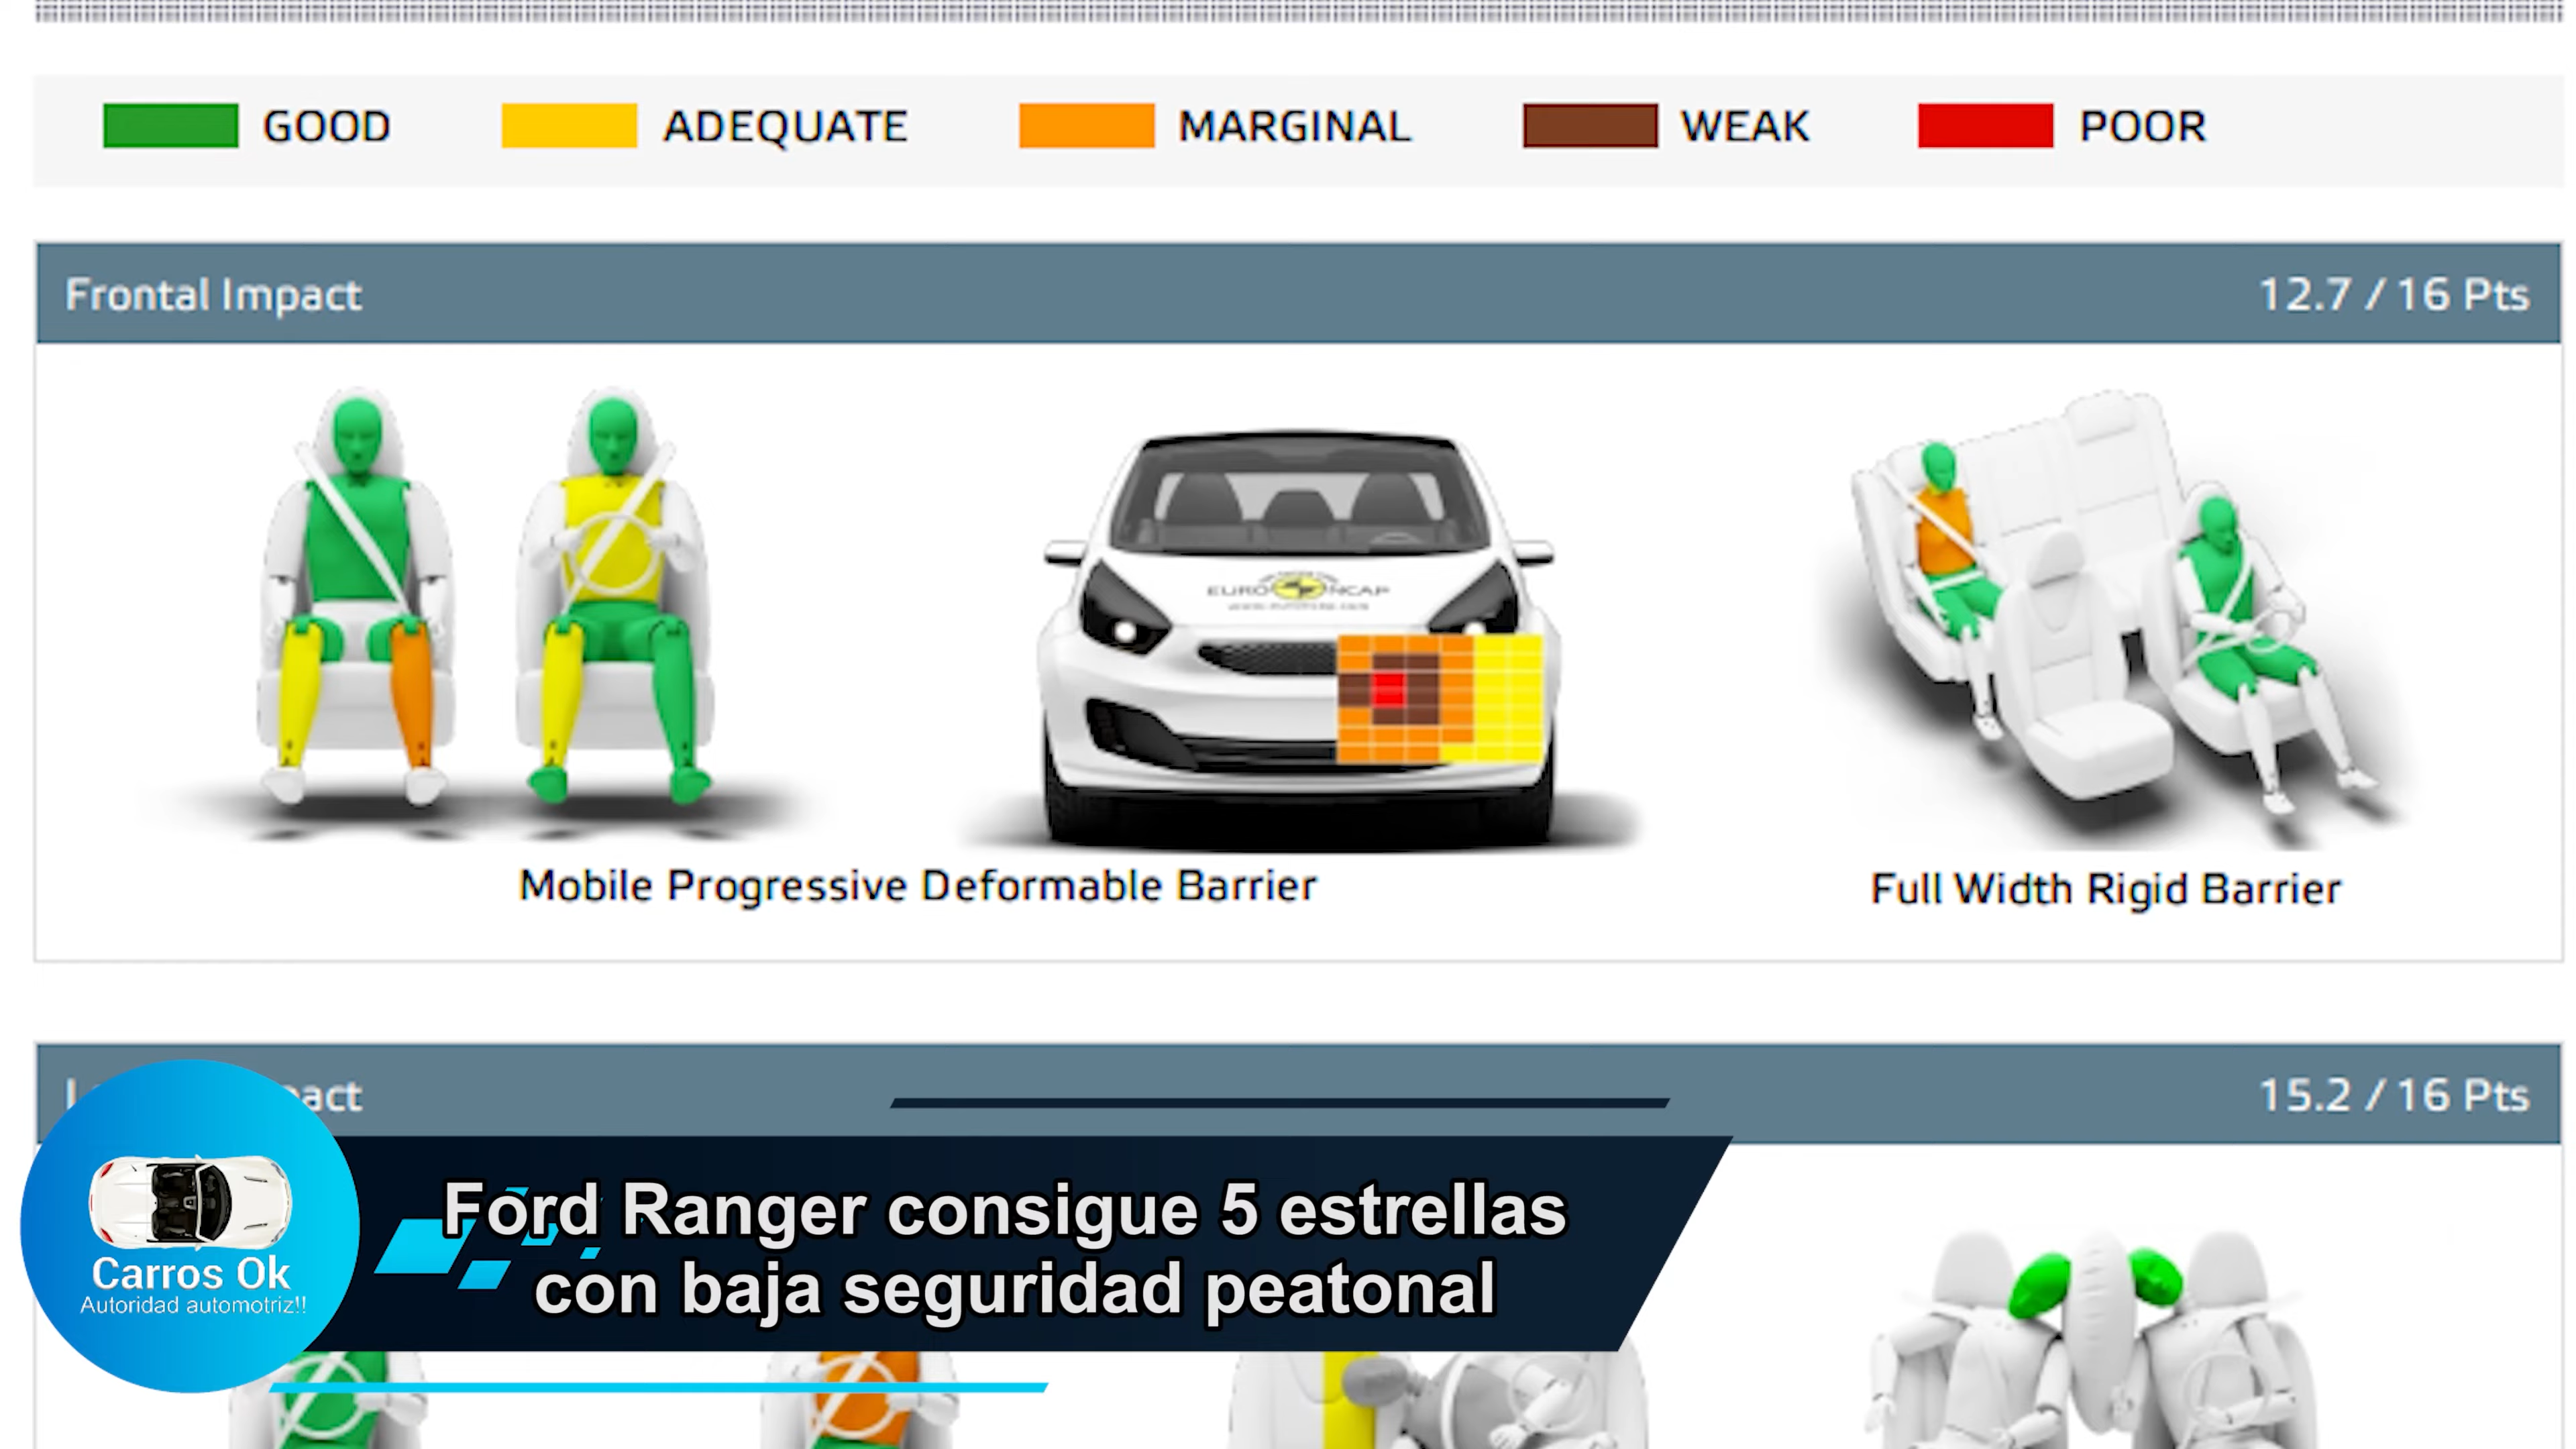 GOOD ADEQUATE MARGINAL WEAK POOR
Frontal Impact 12.7 / 16 Pts
EURO NCAP
Mobile Progressive Deformable Barrier
Full Width Rigid Barrier
15.2 / 16 Pts
Ford Ranger consigue 5 estrellas
con baja seguridad peatonal
Carros Ok
Autoridad automotriz!!